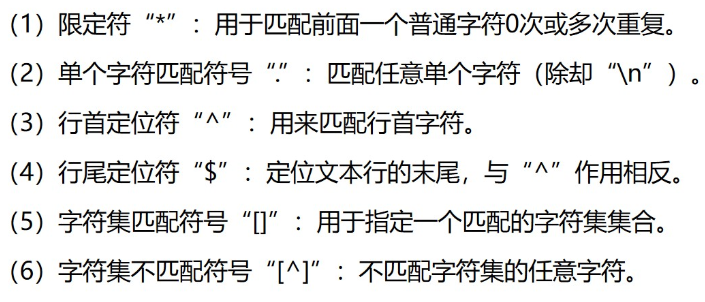 （1）限定符“*”：用于匹配前面一个普通字符0次或多次重复。
（2）单个字符匹配符号“.”：匹配任意单个字符（除却“\n”）。
（3）行首定位符“^”：用来匹配行首字符。
（4）行尾定位符“$”：定位文本行的末尾，与“^”作用相反。
（5）字符集匹配符号“[]”：用于指定一个匹配的字符集集合。
（6）字符集不匹配符号“[^]”：不匹配字符集的任意字符。